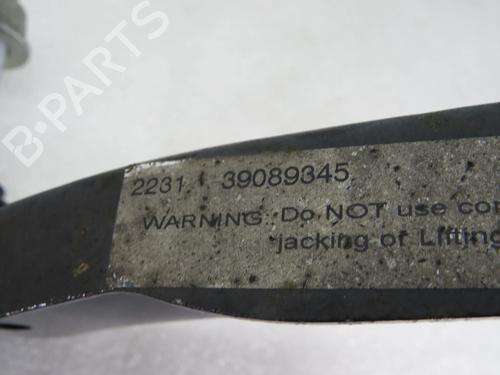 B-PARTS
2231 39089345
WARNING: Do NOT use
jacking of Lifting